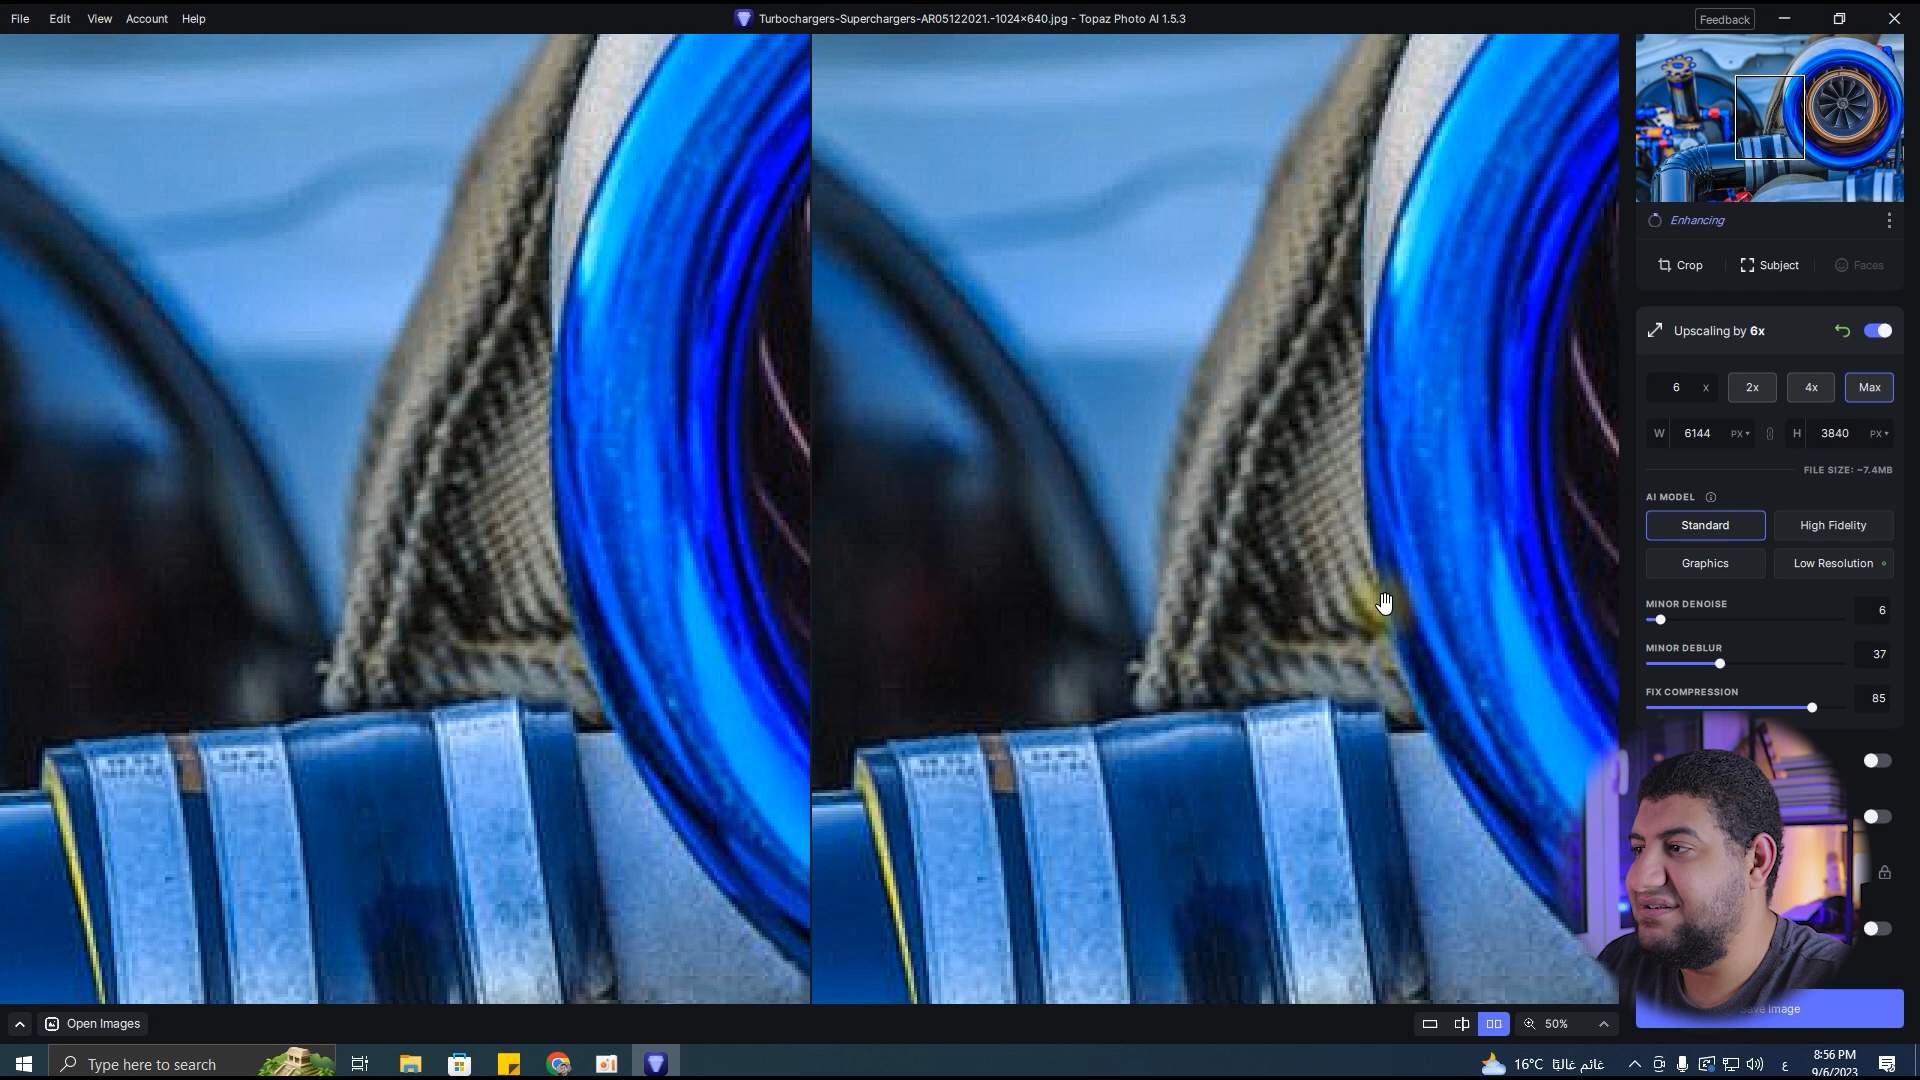 File Edit View Account Help
Turbochargers-Superchargers-AR05122021.-1024×640.jpg - Topaz Photo AI 1.5.3
Feedback
Enhancing
Crop Subject Faces
Upscaling by 6x
6 x 2x 4x Max
W 6144 PX H 3840 PX
FILE SIZE: ~7.4MB
AI MODEL
Standard High Fidelity
Graphics Low Resolution
MINOR DENOISE 6
MINOR DEBLUR 37
FIX COMPRESSION 85
Save Image
Open Images
50%
Type here to search
16°C غائم غالبًا
ع
8:56 PM
9/6/2023